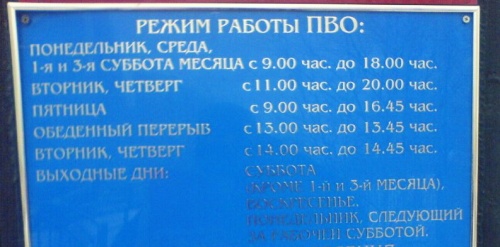 РЕЖИМ РАБОТЫ ПВО:
ПОНЕДЕЛЬНИК, СРЕДА,
1-я и 3-я СУББОТА МЕСЯЦА с 9.00 час. до 18.00 час.
ВТОРНИК, ЧЕТВЕРГ с 11.00 час. до 20.00 час.
ПЯТНИЦА с 9.00 час. до 16.45 час.
ОБЕДЕННЫЙ ПЕРЕРЫВ с 13.00 час. до 13.45 час.
ВТОРНИК, ЧЕТВЕРГ с 14.00 час. до 14.45 час.
ВЫХОДНЫЕ ДНИ: СУББОТА
(КРОМЕ 1-й и 3-й МЕСЯЦА),
ВОСКРЕСЕНЬЕ,
ПОНЕДЕЛЬНИК, СЛЕДУЮЩИЙ
ЗА РАБОЧЕЙ СУББОТОЙ,